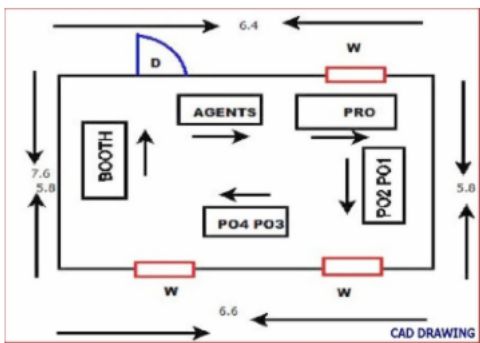 6.4
W
D
AGENTS
PRO
BOOTH
PO2 PO1
7.6
5.8
5.8
PO4 PO3
W
W
6.6
CAD DRAWING